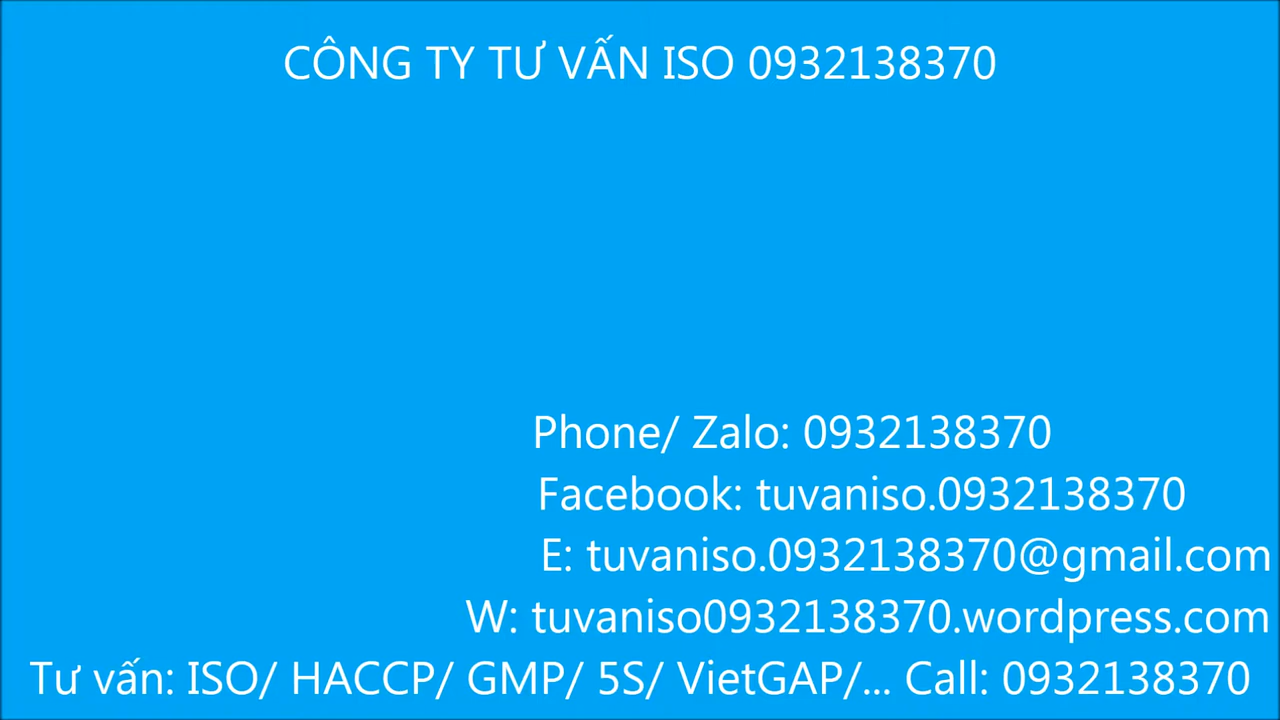 CÔNG TY TƯ VẤN ISO 0932138370
Phone/ Zalo: 0932138370
Facebook: tuvaniso.0932138370
E: tuvaniso.0932138370@gmail.com
W: tuvaniso0932138370.wordpress.com
Tư vấn: ISO/ HACCP/ GMP/ 5S/ VietGAP/... Call: 0932138370